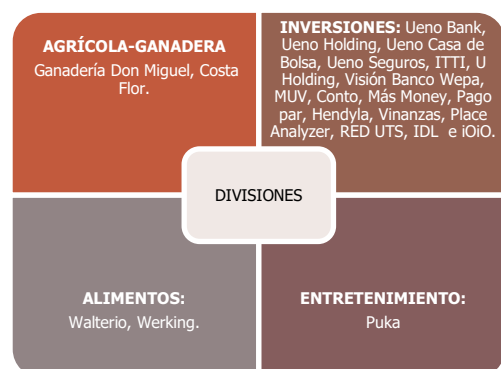 AGRÍCOLA-GANADERA
Ganadería Don Miguel, Costa
Flor.
INVERSIONES: Ueno Bank,
Ueno Holding, Ueno Casa de
Bolsa, Ueno Seguros, ITTI, U
Holding, Visión Banco Wepa,
MUV, Conto, Más Money, Pago
par, Hendyla, Vinanzas, Place
Analyzer, RED UTS, IDL e iOiO.
DIVISIONES
ALIMENTOS:
Walterio, Werking.
ENTRETENIMIENTO:
Puka